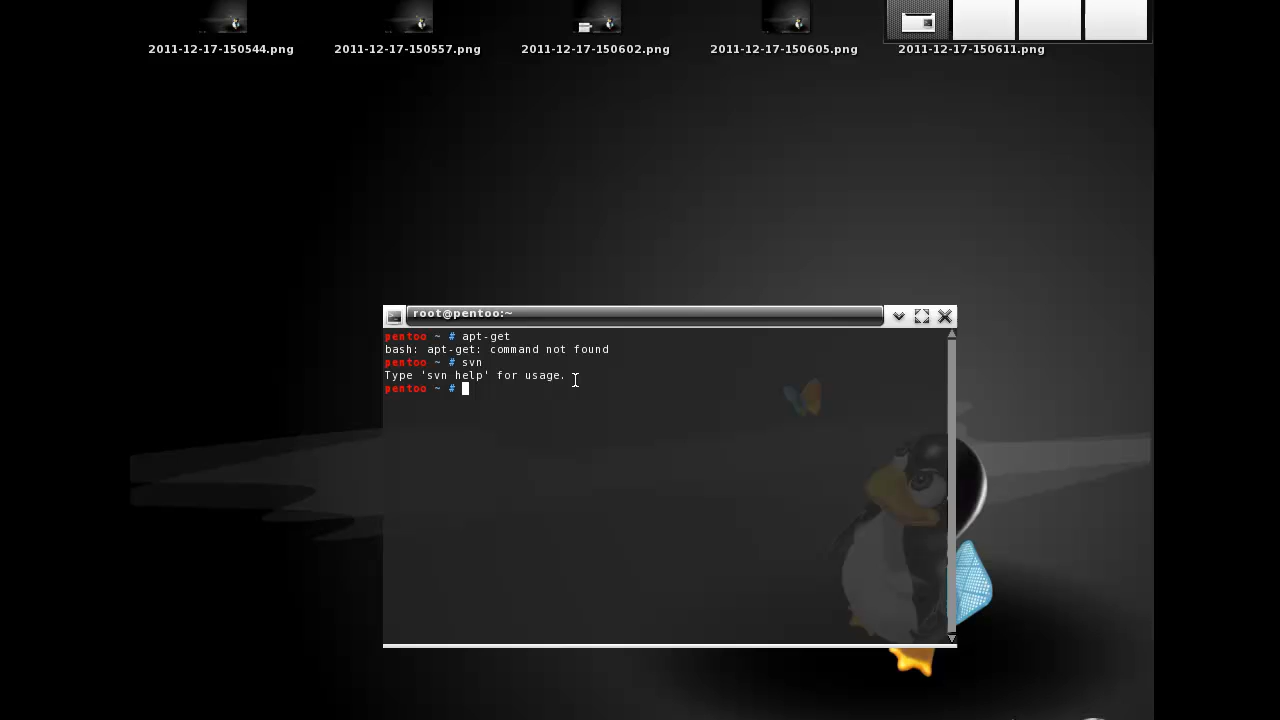 2011-12-17-150544.png 2011-12-17-150557.png 2011-12-17-150602.png 2011-12-17-150605.png 2011-12-17-150611.png
root@pentoo:~
pentoo ~ # apt-get
bash: apt-get: command not found
pentoo ~ # svn
Type 'svn help' for usage.
pentoo ~ #